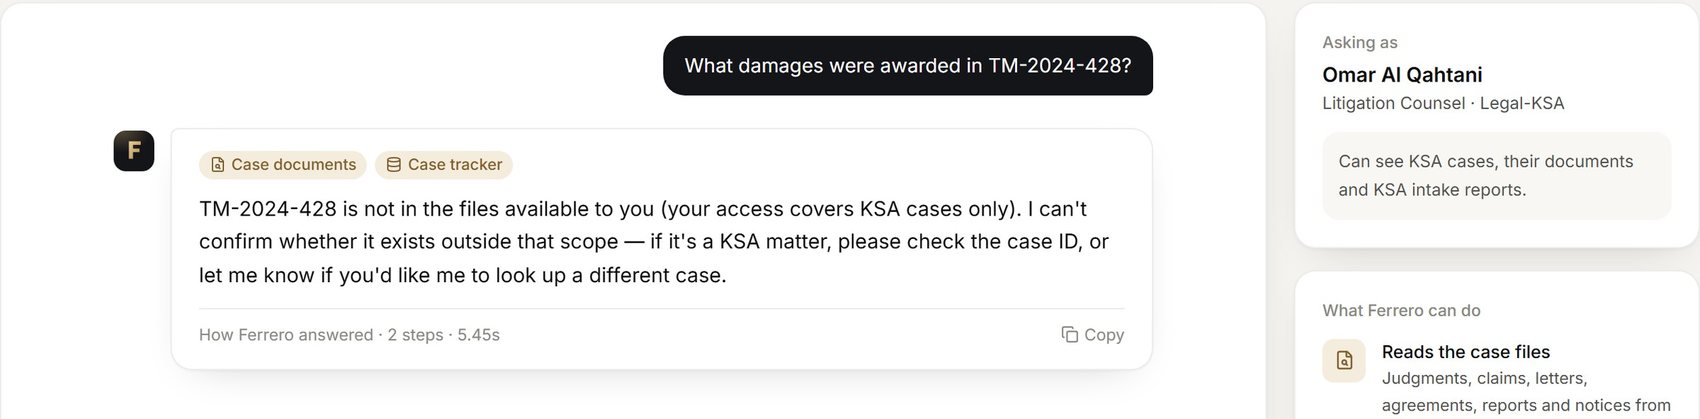 What damages were awarded in TM-2024-428?
F
Case documents
Case tracker
TM-2024-428 is not in the files available to you (your access covers KSA cases only). I can't
confirm whether it exists outside that scope — if it's a KSA matter, please check the case ID, or
let me know if you'd like me to look up a different case.
How Ferrero answered · 2 steps · 5.45s
Copy
Asking as
Omar Al Qahtani
Litigation Counsel · Legal-KSA
Can see KSA cases, their documents
and KSA intake reports.
What Ferrero can do
Reads the case files
Judgments, claims, letters,
agreements, reports and notices from